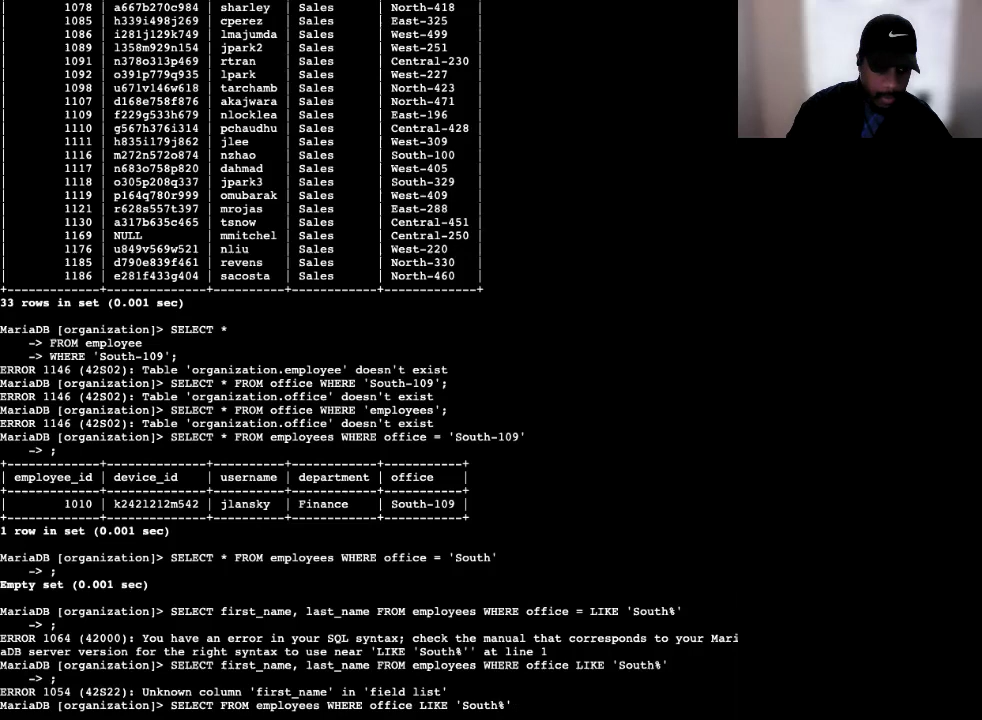 | 1078 | a667b270c984 | sharley | Sales | North-418 |
| 1085 | h339i498j269 | cperez | Sales | East-325 |
| 1086 | i281j129k749 | lmajumda | Sales | West-499 |
| 1089 | l358m929n154 | jpark2 | Sales | West-251 |
| 1091 | n378o313p469 | rtran | Sales | Central-230 |
| 1092 | o391p779q935 | lpark | Sales | West-227 |
| 1098 | u671v146w618 | tarchamb | Sales | North-423 |
| 1107 | d168e758f876 | akajwara | Sales | North-471 |
| 1109 | f229g533h679 | nlocklea | Sales | East-196 |
| 1110 | g567h376i314 | pchaudhu | Sales | Central-428 |
| 1111 | h835i179j862 | jlee | Sales | West-309 |
| 1116 | m272n572o874 | nzhao | Sales | South-100 |
| 1117 | n683o758p820 | dahmad | Sales | West-405 |
| 1118 | o305p208q337 | jpark3 | Sales | South-329 |
| 1119 | p164q780r999 | omubarak | Sales | West-409 |
| 1121 | r628s557t397 | mrojas | Sales | East-288 |
| 1130 | a317b635c465 | tsnow | Sales | Central-451 |
| 1169 | NULL | mmitchel | Sales | Central-250 |
| 1176 | u849v569w521 | nliu | Sales | West-220 |
| 1185 | d790e839f461 | revens | Sales | North-330 |
| 1186 | e281f433g404 | sacosta | Sales | North-460 |
+-------------+--------------+----------+------------+-------------+
33 rows in set (0.001 sec)
MariaDB [organization]> SELECT *
-> FROM employee
-> WHERE 'South-109';
ERROR 1146 (42S02): Table 'organization.employee' doesn't exist
MariaDB [organization]> SELECT * FROM office WHERE 'South-109';
ERROR 1146 (42S02): Table 'organization.office' doesn't exist
MariaDB [organization]> SELECT * FROM office WHERE 'employees';
ERROR 1146 (42S02): Table 'organization.office' doesn't exist
MariaDB [organization]> SELECT * FROM employees WHERE office = 'South-109'
-> ;
+-------------+--------------+----------+------------+-----------+
| employee_id | device_id | username | department | office |
+-------------+--------------+----------+------------+-----------+
| 1010 | k242l212m542 | jlansky | Finance | South-109 |
+-------------+--------------+----------+------------+-----------+
1 row in set (0.001 sec)
MariaDB [organization]> SELECT * FROM employees WHERE office = 'South'
-> ;
Empty set (0.001 sec)
MariaDB [organization]> SELECT first_name, last_name FROM employees WHERE office = LIKE 'South%'
-> ;
ERROR 1064 (42000): You have an error in your SQL syntax; check the manual that corresponds to your Mari
aDB server version for the right syntax to use near 'LIKE 'South%'' at line 1
MariaDB [organization]> SELECT first_name, last_name FROM employees WHERE office LIKE 'South%'
-> ;
ERROR 1054 (42S22): Unknown column 'first_name' in 'field list'
MariaDB [organization]> SELECT FROM employees WHERE office LIKE 'South%'